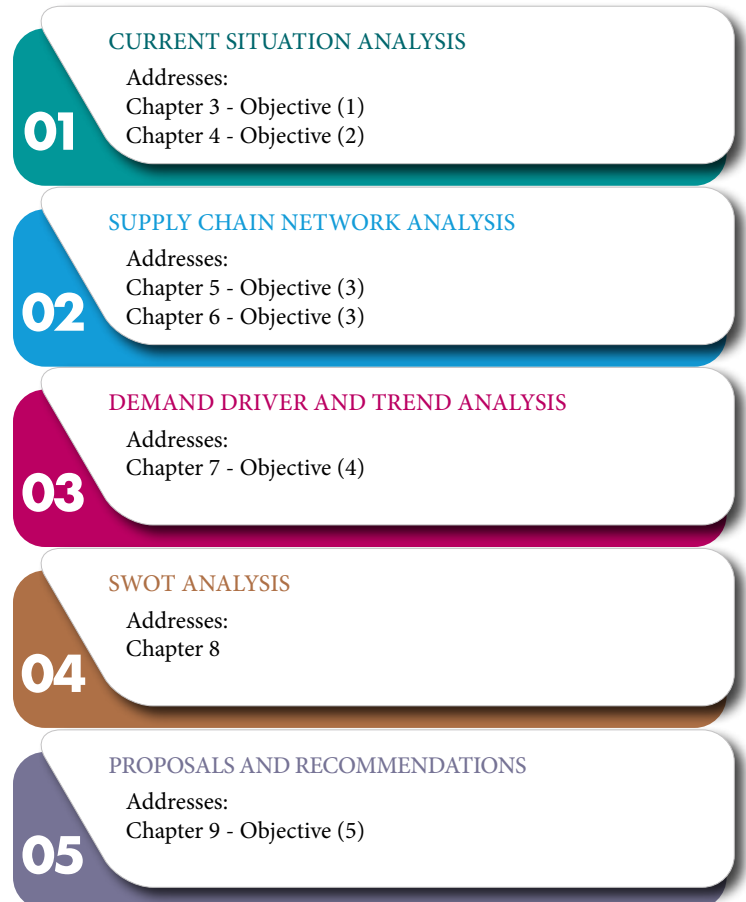 CURRENT SITUATION ANALYSIS
Addresses:
Chapter 3 - Objective (1)
Chapter 4 - Objective (2)
01
SUPPLY CHAIN NETWORK ANALYSIS
Addresses:
Chapter 5 - Objective (3)
Chapter 6 - Objective (3)
02
DEMAND DRIVER AND TREND ANALYSIS
Addresses:
Chapter 7 - Objective (4)
03
SWOT ANALYSIS
Addresses:
Chapter 8
04
PROPOSALS AND RECOMMENDATIONS
Addresses:
Chapter 9 - Objective (5)
05